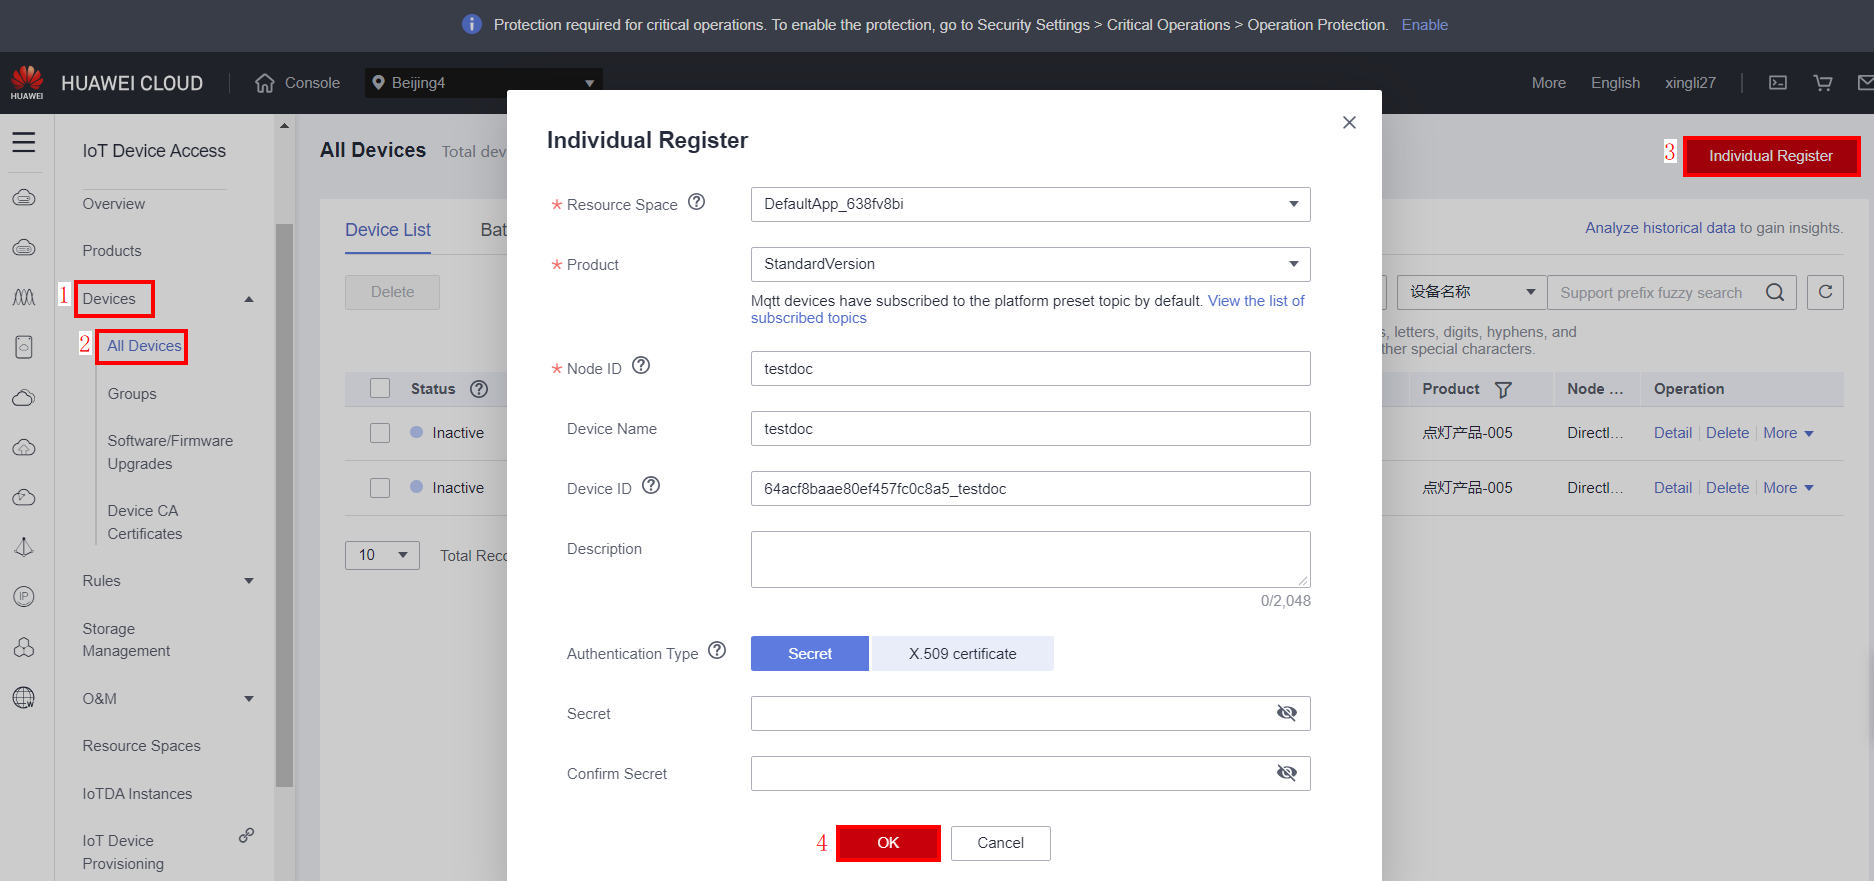 Protection required for critical operations. To enable the protection, go to Security Settings > Critical Operations > Operation Protection. Enable
HUAWEI
HUAWEI CLOUD
Console
Beijing4
More
English
xingli27
IoT Device Access
Overview
Products
1
Devices
2
All Devices
Groups
Software/Firmware
Upgrades
Device CA
Certificates
Rules
Storage
Management
O&M
Resource Spaces
IoTDA Instances
IoT Device
Provisioning
IP
All Devices
Total dev
3
Individual Register
Device List
Bat
Analyze historical data to gain insights.
Delete
设备名称
Support prefix fuzzy search
s, letters, digits, hyphens, and
ther special characters.
Status
Product
Node ...
Operation
Inactive
点灯产品-005
Directl...
Detail
Delete
More
Inactive
点灯产品-005
Directl...
Detail
Delete
More
10
Total Reco
Individual Register
* Resource Space
DefaultApp_638fv8bi
* Product
StandardVersion
Mqtt devices have subscribed to the platform preset topic by default. View the list of
subscribed topics
* Node ID
testdoc
Device Name
testdoc
Device ID
64acf8baae80ef457fc0c8a5_testdoc
Description
0/2,048
Authentication Type
Secret
X.509 certificate
Secret
Confirm Secret
4
OK
Cancel